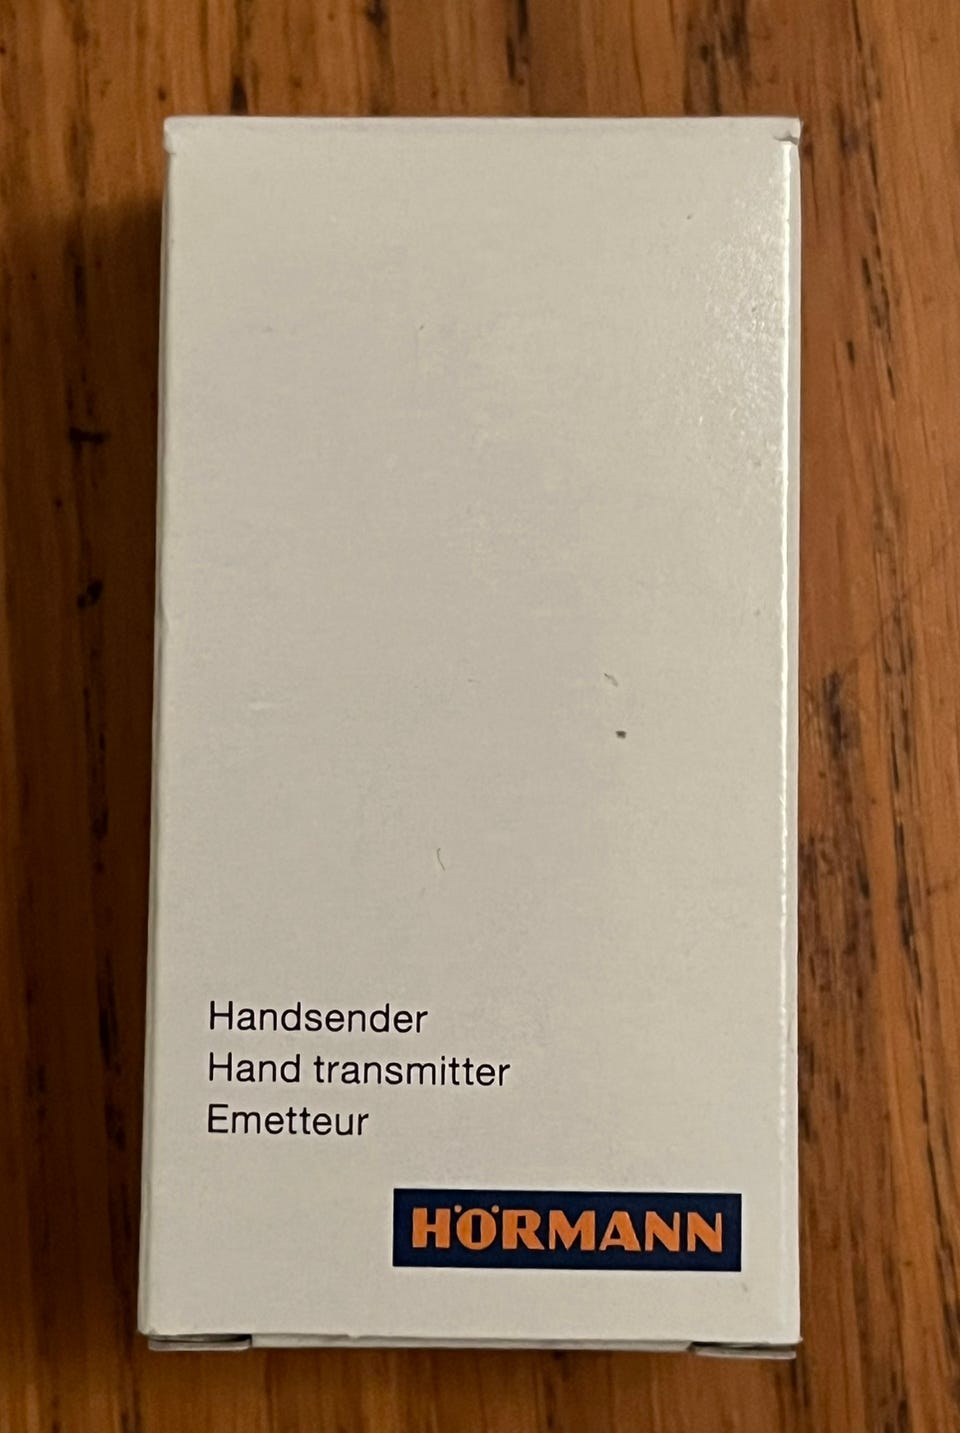 Handsender
Hand transmitter
Emetteur
HÖRMANN